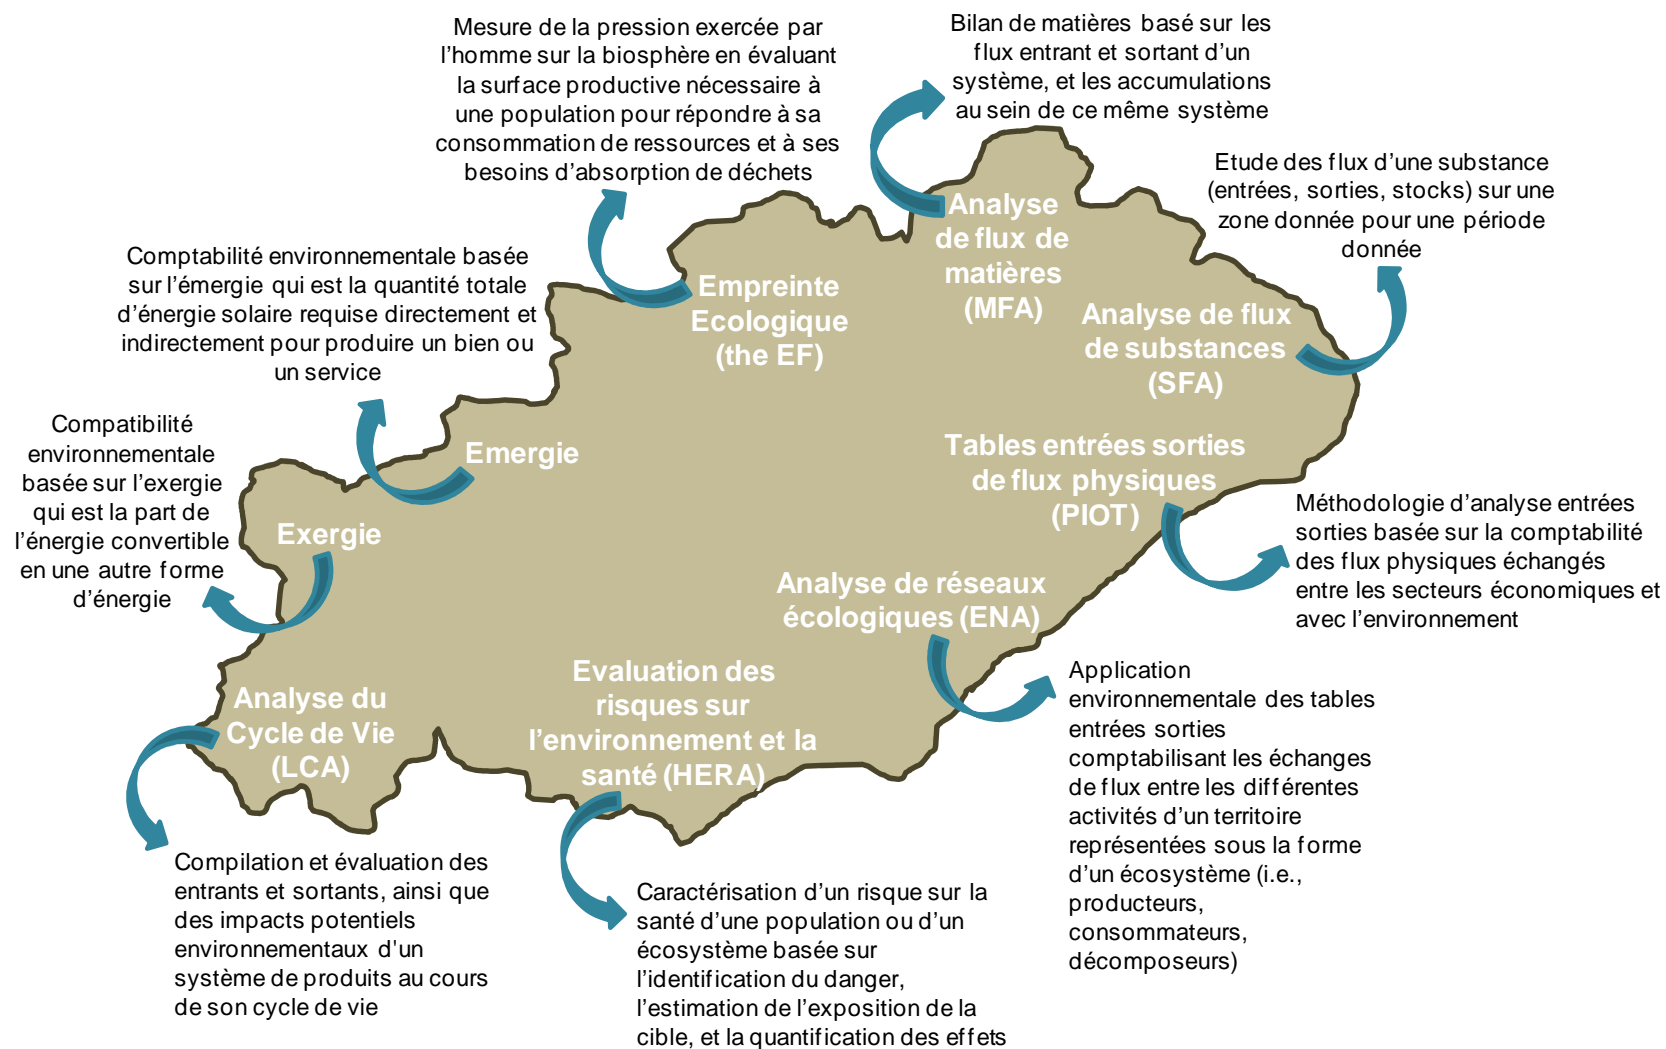 Mesure de la pression exercée par
l'homme sur la biosphère en évaluant
la surface productive nécessaire à
une population pour répondre à sa
consommation de ressources et à ses
besoins d'absorption de déchets
Bilan de matières basé sur les
flux entrant et sortant d'un
système, et les accumulations
au sein de ce même système
Etude des flux d'une substance
(entrées, sorties, stocks) sur une
zone donnée pour une période
donnée
Comptabilité environnementale basée
sur l'émergie qui est la quantité totale
d'énergie solaire requise directement et
indirectement pour produire un bien ou
un service
Compatibilité
environnementale
basée sur l'exergie
qui est la part de
l'énergie convertible
en une autre forme
d'énergie
Analyse
de flux de
matières
(MFA)
Empreinte
Ecologique
(the EF)
Analyse de flux
de substances
(SFA)
Emergie
Tables entrées sorties
de flux physiques
(PIOT)
Exergie
Méthodologie d'analyse entrées
sorties basée sur la comptabilité
des flux physiques échangés
entre les secteurs économiques et
avec l'environnement
Analyse de réseaux
écologiques (ENA)
Evaluation des
risques sur
l'environnement et la
santé (HERA)
Analyse du
Cycle de Vie
(LCA)
Application
environnementale des tables
entrées sorties
comptabilisant les échanges
de flux entre les différentes
activités d'un territoire
représentées sous la forme
d'un écosystème (i.e.,
producteurs,
consommateurs,
décomposeurs)
Compilation et évaluation des
entrants et sortants, ainsi que
des impacts potentiels
environnementaux d'un
système de produits au cours
de son cycle de vie
Caractérisation d'un risque sur la
santé d'une population ou d'un
écosystème basée sur
l'identification du danger,
l'estimation de l'exposition de la
cible, et la quantification des effets